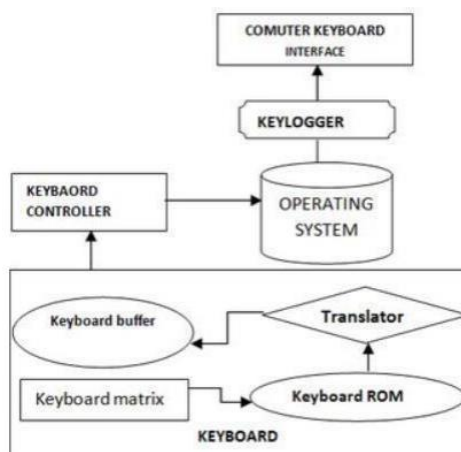 COMUTER KEYBOARD
INTERFACE
KEYLOGGER
KEYBAORD
CONTROLLER
OPERATING
SYSTEM
Keyboard buffer
Translator
Keyboard matrix
Keyboard ROM
KEYBOARD